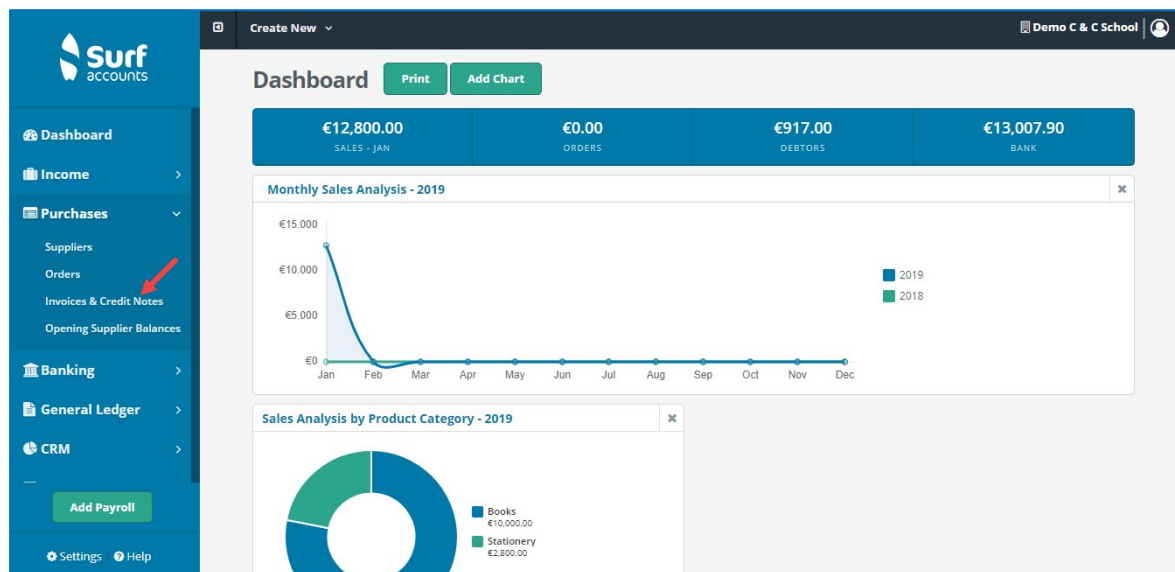 Surf
accounts
Dashboard
Income
Purchases
Suppliers
Orders
Invoices & Credit Notes
Opening Supplier Balances
Banking
General Ledger
CRM
Add Payroll
Settings
Help
Create New
Demo C & C School
Dashboard
Print
Add Chart
€12,800.00
SALES - JAN
€0.00
ORDERS
€917.00
DEBTORS
€13,007.90
BANK
Monthly Sales Analysis - 2019
€15.000
€10.000
€5.000
€0
Jan Feb Mar Apr May Jun Jul Aug Sep Oct Nov Dec
2019
2018
Sales Analysis by Product Category - 2019
Books
€10,000.00
Stationery
€2,800.00